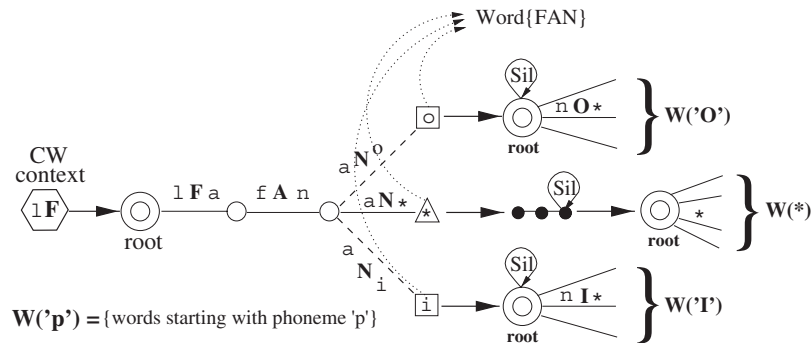 Word{FAN}
Sil
o
n O *
root
} W('O')
a N o
CW
context
l F
root
l F a
f A n
a N *
*
Sil
root
*
} W(*)
a
N i
i
Sil
n I *
root
} W('I')
W('p') = {words starting with phoneme 'p'}